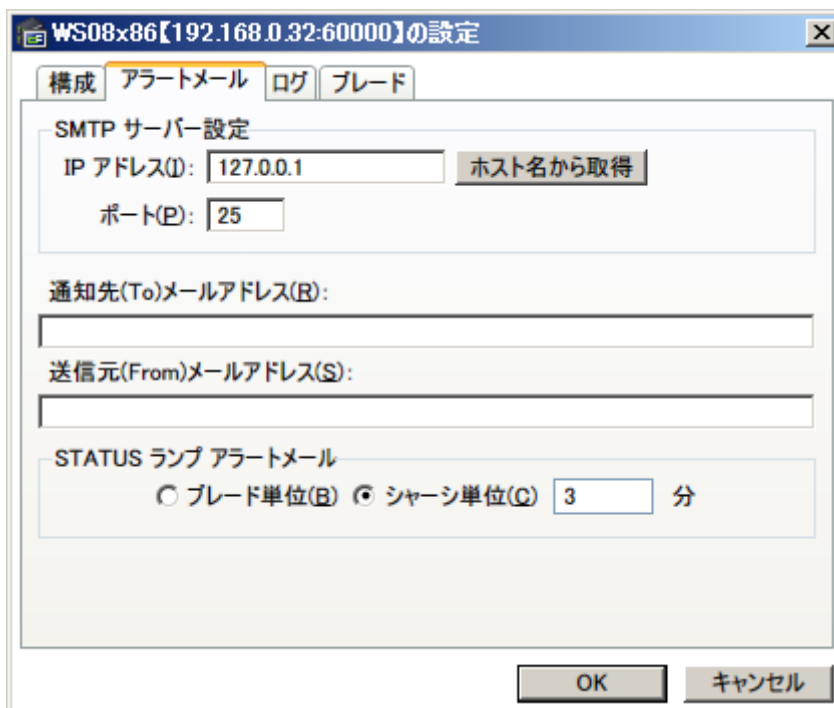 WS08x86【192.168.0.32:60000】の設定
構成 アラートメール ログ ブレード
SMTP サーバー設定
IP アドレス(I): 127.0.0.1 ホスト名から取得
ポート(P): 25
通知先(To)メールアドレス(R):
送信元(From)メールアドレス(S):
STATUS ランプ アラートメール
ブレード単位(B) シャーシ単位(C) 3 分
OK キャンセル